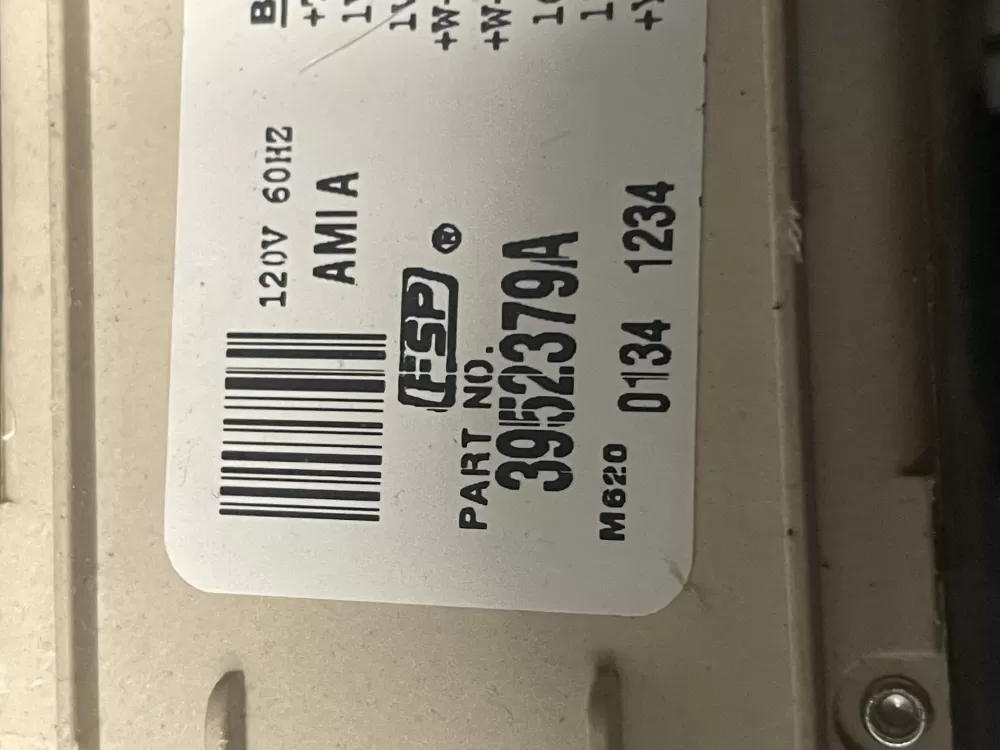 120V 60HZ
AMI A
FSP®
PART NO.
3952379A
M620 0134 1234